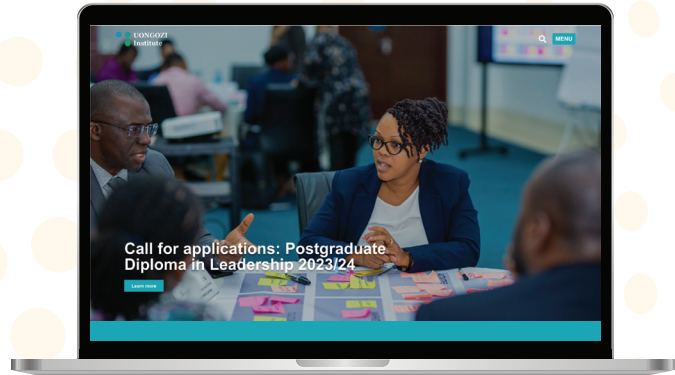 UONGOZI
Institute
MENU
Call for applications: Postgraduate
Diploma in Leadership 2023/24
Learn more